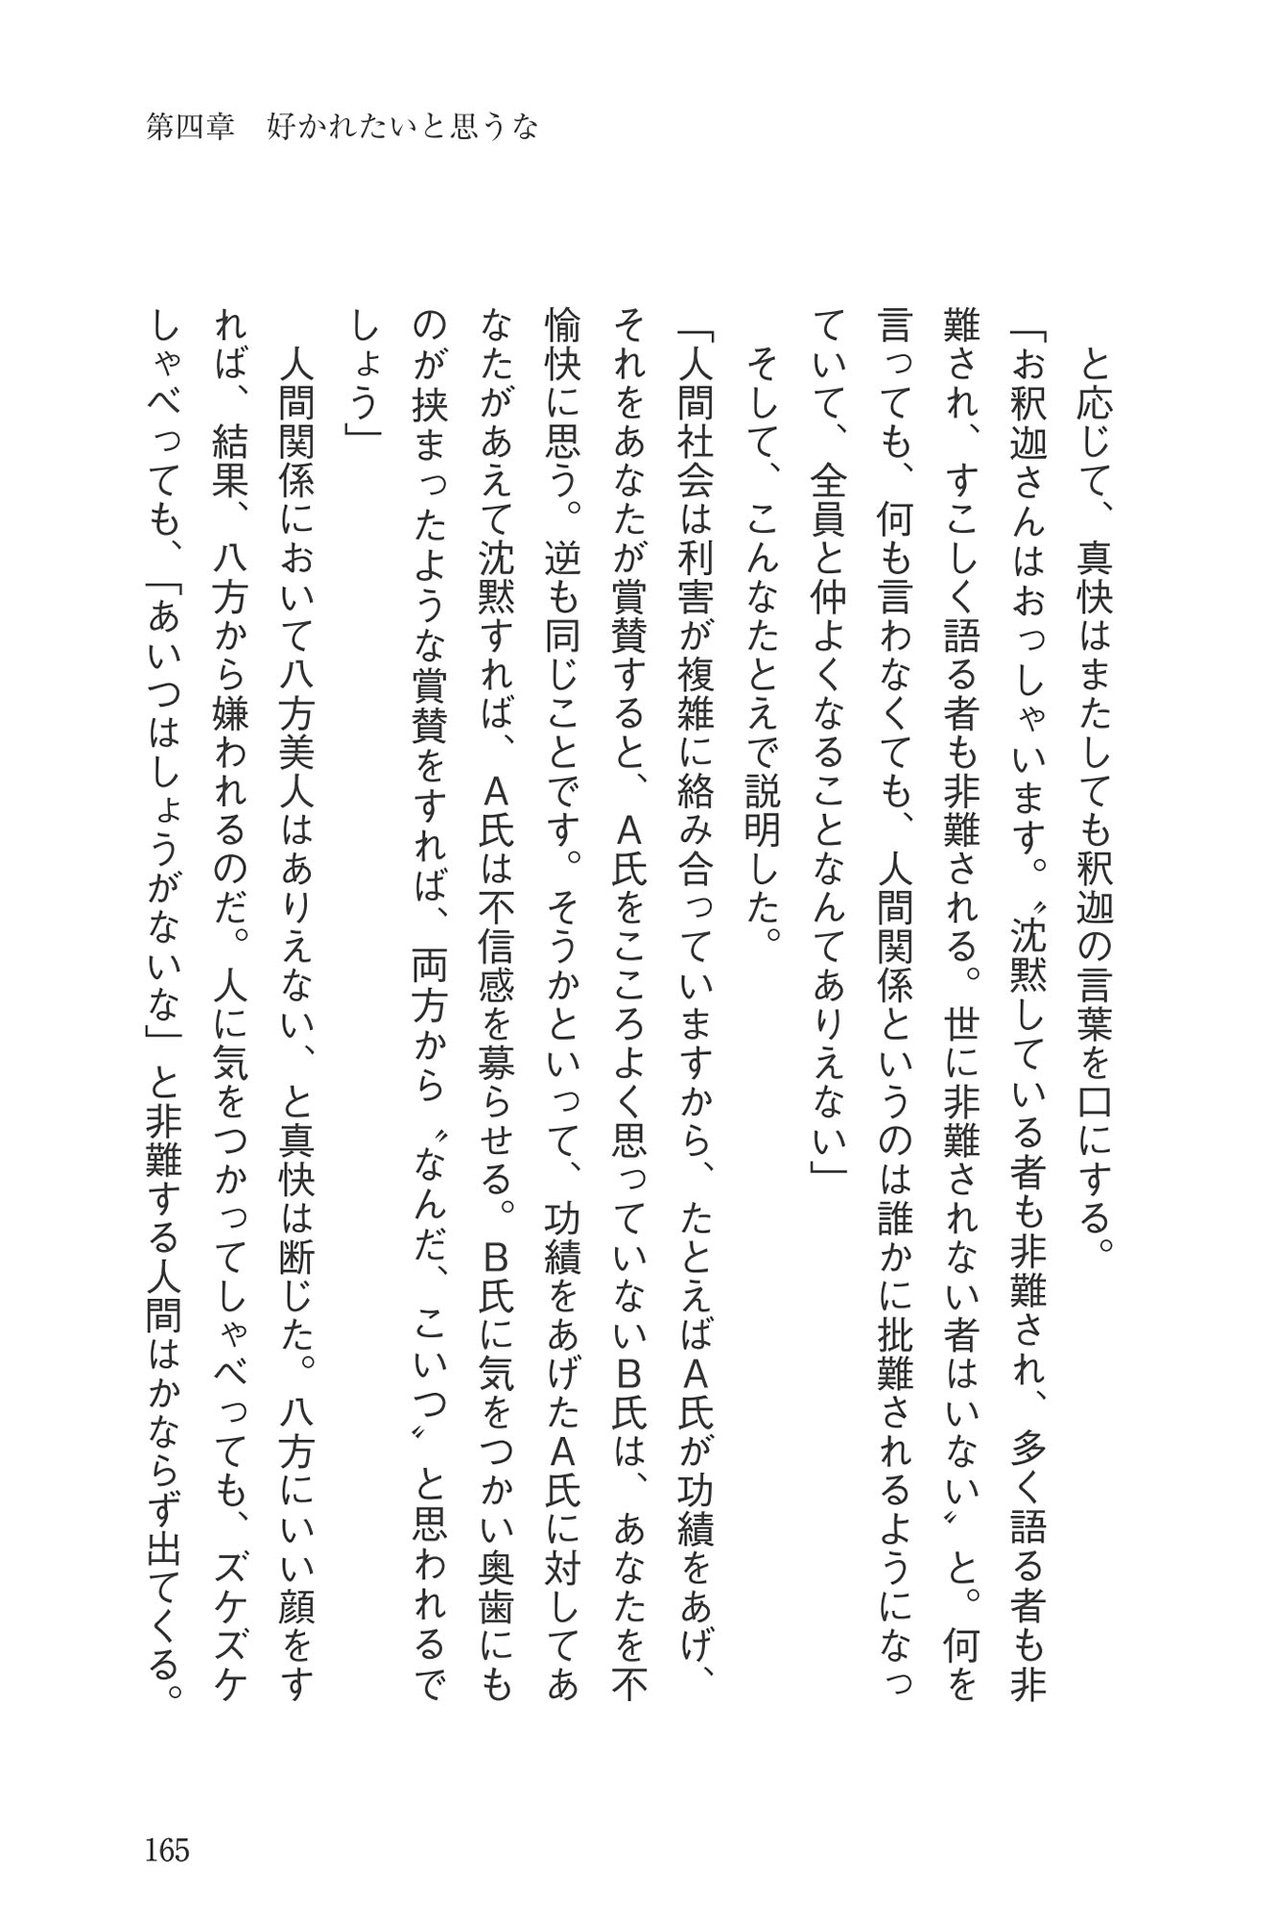 第四章　好かれたいと思うな
　と応じて、真快はまたしても釈迦の言葉を口にする。
「お釈迦さんはおっしゃいます。〝沈黙している者も非難され、多く語る者も非
難され、すこしく語る者も非難される。世に非難されない者はいない〟と。何を
言っても、何も言わなくても、人間関係というのは誰かに批難されるようになっ
ていて、全員と仲よくなることなんてありえない」
　そして、こんなたとえで説明した。
「人間社会は利害が複雑に絡み合っていますから、たとえばＡ氏が功績をあげ、
それをあなたが賞賛すると、Ａ氏をこころよく思っていないＢ氏は、あなたを不
愉快に思う。逆も同じことです。そうかといって、功績をあげたＡ氏に対してあ
なたがあえて沈黙すれば、Ａ氏は不信感を募らせる。Ｂ氏に気をつかい奥歯にも
のが挟まったような賞賛をすれば、両方から〝なんだ、こいつ〟と思われるで
しょう」
　人間関係において八方美人はありえない、と真快は断じた。八方にいい顔をす
れば、結果、八方から嫌われるのだ。人に気をつかってしゃべっても、ズケズケ
しゃべっても、「あいつはしょうがないな」と非難する人間はかならず出てくる。
165